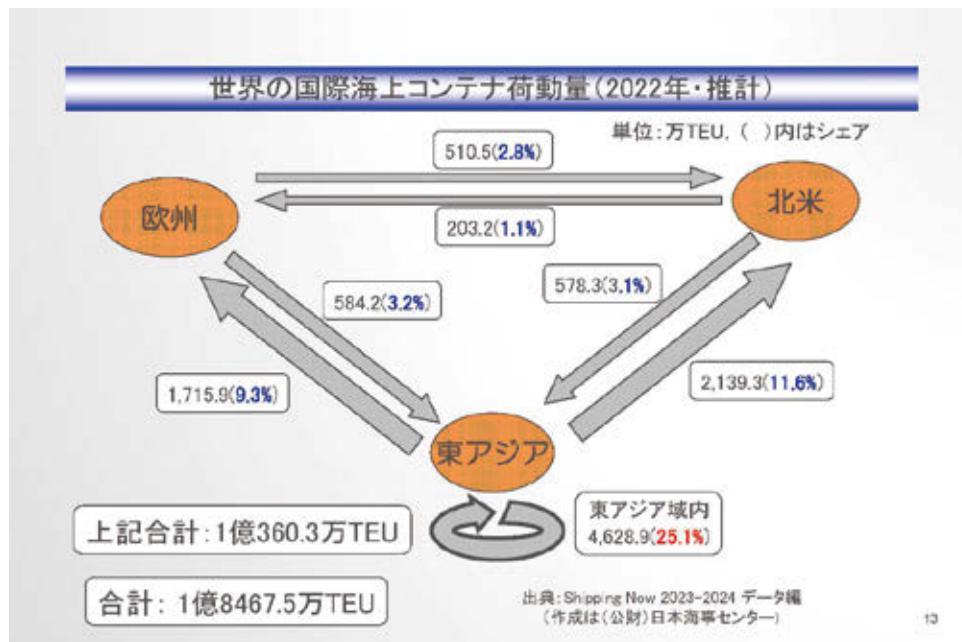 世界の国際海上コンテナ荷動量(2022年・推計)
単位:万TEU, ( )内はシェア
510.5(2.8%)
欧州
北米
203.2(1.1%)
584.2(3.2%)
578.3(3.1%)
1,715.9(9.3%)
2,139.3(11.6%)
東アジア
東アジア域内
4,628.9(25.1%)
上記合計:1億360.3万TEU
合計: 1億8467.5万TEU
出典:Shipping Now 2023-2024 データ編
(作成は(公財)日本海事センター)
13